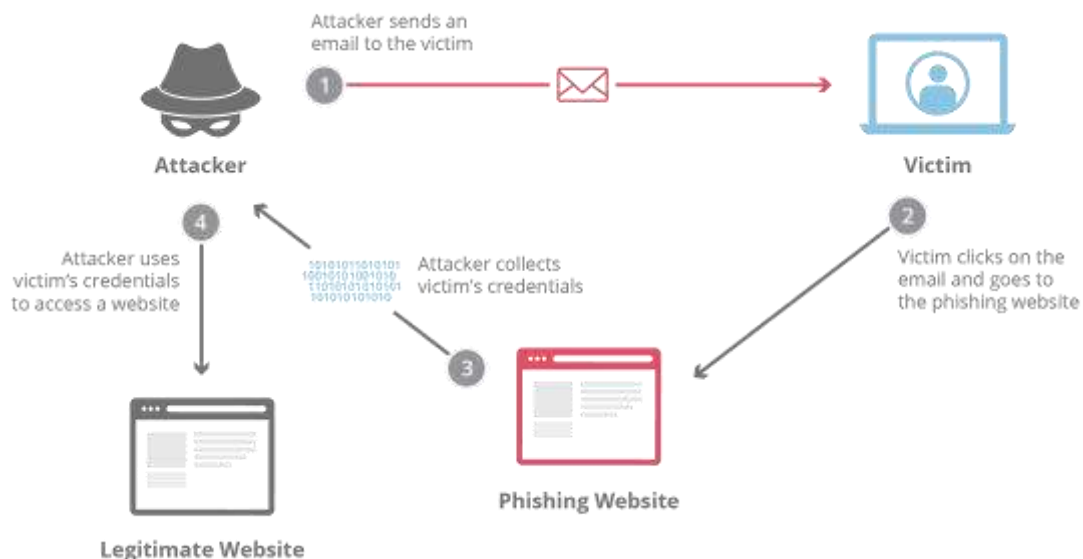 Attacker sends an
email to the victim
1
Attacker
Victim
4
2
Attacker uses
victim's credentials
to access a website
10101011010101
Attacker collects
victim's credentials
Victim clicks on the
email and goes to
the phishing website
101010101010
3
Phishing Website
Legitimate Website